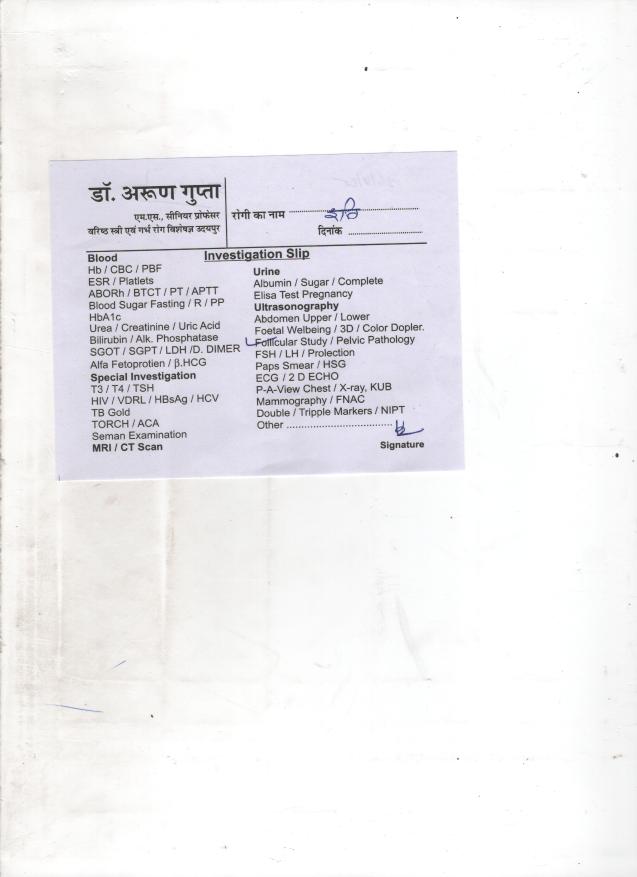 डॉ. अरूण गुप्ता
एम.एस., सीनियर प्रोफेसर
वरिष्ठ स्त्री एवं गर्भ रोग विशेषज्ञ उदयपुर
रोगी का नाम
दिनांक
Investigation Slip
Blood
Hb / CBC / PBF
ESR / Platlets
ABORh / BTCT / PT / APTT
Blood Sugar Fasting / R / PP
HbA1c
Urea / Creatinine / Uric Acid
Bilirubin / Alk. Phosphatase
SGOT / SGPT / LDH /D. DIMER
Alfa Fetoprotien / β.HCG
Special Investigation
T3 / T4 / TSH
HIV / VDRL / HBsAg / HCV
TB Gold
TORCH / ACA
Seman Examination
MRI / CT Scan
Urine
Albumin / Sugar / Complete
Elisa Test Pregnancy
Ultrasonography
Abdomen Upper / Lower
Foetal Welbeing / 3D / Color Dopler.
Follicular Study / Pelvic Pathology
FSH / LH / Prolection
Paps Smear / HSG
ECG / 2 D ECHO
P-A-View Chest / X-ray, KUB
Mammography / FNAC
Double / Tripple Markers / NIPT
Other
Signature